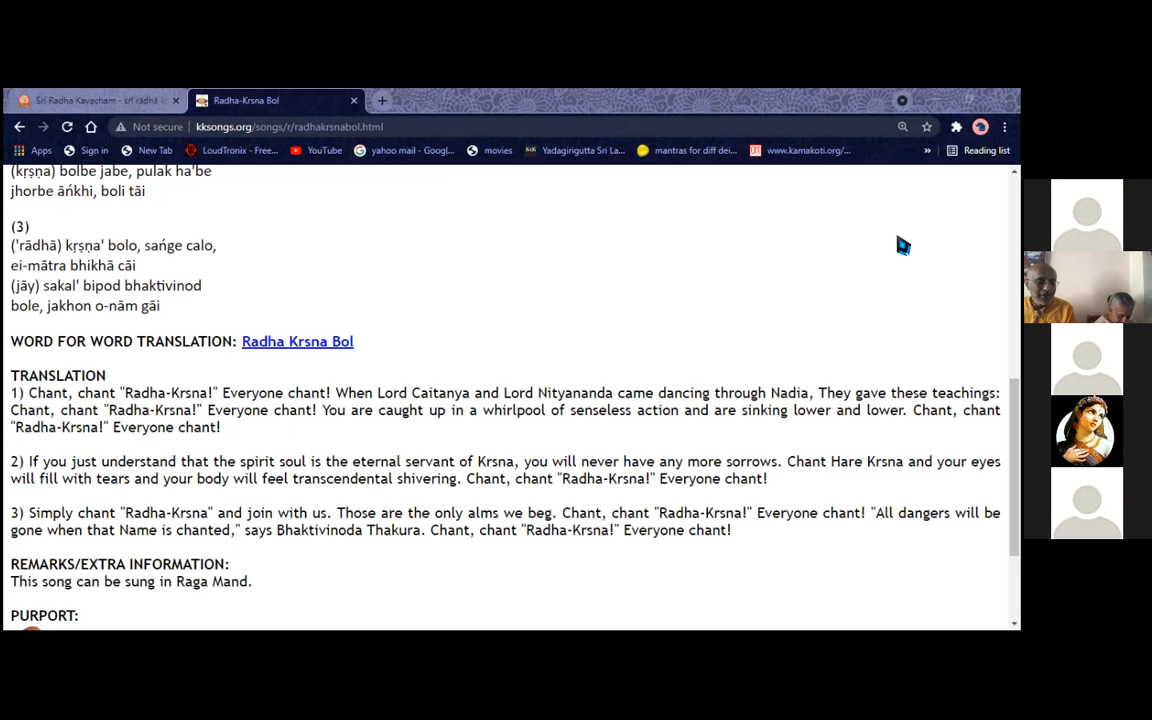 Sri Radha Kavacham - srī rādhā
Radha-Krsna Bol
Not secure
kksongs.org/songs/r/radhakrsnabol.html
Apps
Sign in
New Tab
LoudTronix - Free...
YouTube
yahoo mail - Googl...
movies
Yadagirigutta Sri La...
mantras for diff dei...
www.kamakoti.org/...
»
Reading list
(kṛṣṇa) bolbe jabe, pulak ha'be
jhorbe āńkhi, boli tāi
(3)
('rādhā) kṛṣṇa' bolo, sańge calo,
ei-mātra bhikhā cāi
(jāy) sakal' bipod bhaktivinod
bole, jakhon o-nām gāi
WORD FOR WORD TRANSLATION: Radha Krsna Bol
TRANSLATION
1) Chant, chant "Radha-Krsna!" Everyone chant! When Lord Caitanya and Lord Nityananda came dancing through Nadia, They gave these teachings:
Chant, chant "Radha-Krsna!" Everyone chant! You are caught up in a whirlpool of senseless action and are sinking lower and lower. Chant, chant
"Radha-Krsna!" Everyone chant!
2) If you just understand that the spirit soul is the eternal servant of Krsna, you will never have any more sorrows. Chant Hare Krsna and your eyes
will fill with tears and your body will feel transcendental shivering. Chant, chant "Radha-Krsna!" Everyone chant!
3) Simply chant "Radha-Krsna" and join with us. Those are the only alms we beg. Chant, chant "Radha-Krsna!" Everyone chant! "All dangers will be
gone when that Name is chanted," says Bhaktivinoda Thakura. Chant, chant "Radha-Krsna!" Everyone chant!
REMARKS/EXTRA INFORMATION:
This song can be sung in Raga Mand.
PURPORT: